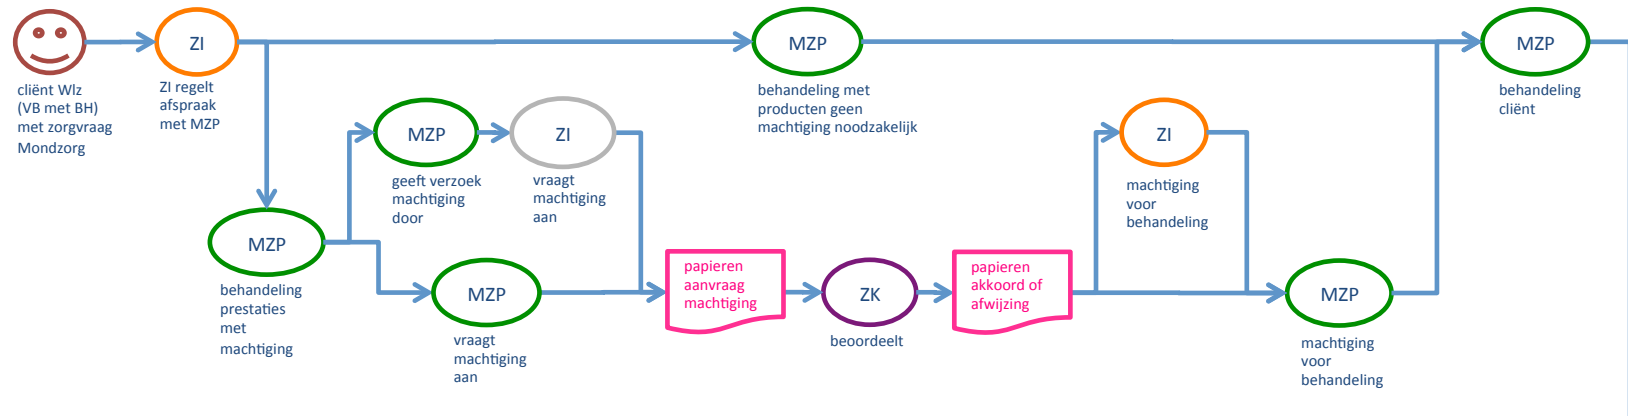 ZI
MZP
MZP
cliënt Wlz
(VB met BH)
met zorgvraag
Mondzorg
ZI regelt
afspraak
met MZP
behandeling met
producten geen
machtiging noodzakelijk
behandeling
cliënt
MZP
ZI
ZI
geeft verzoek
machtiging
door
vraagt
machtiging
aan
machtiging
voor
behandeling
MZP
behandeling
prestaties
met
machtiging
MZP
vraagt
machtiging
aan
papieren
aanvraag
machtiging
ZK
beoordeelt
papieren
akkoord of
afwijzing
MZP
machtiging
voor
behandeling